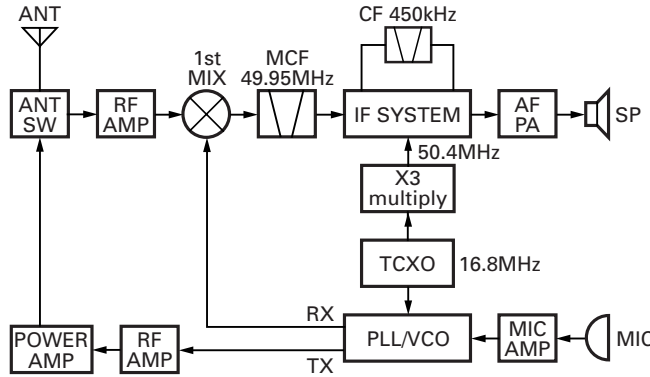 ANT
CF 450kHz
1st
MIX
MCF
49.95MHz
ANT
SW
RF
AMP
IF SYSTEM
AF
PA
SP
50.4MHz
X3
multiply
TCXO
16.8MHz
RX
TX
PLL/VCO
MIC
AMP
MIC
POWER
AMP
RF
AMP